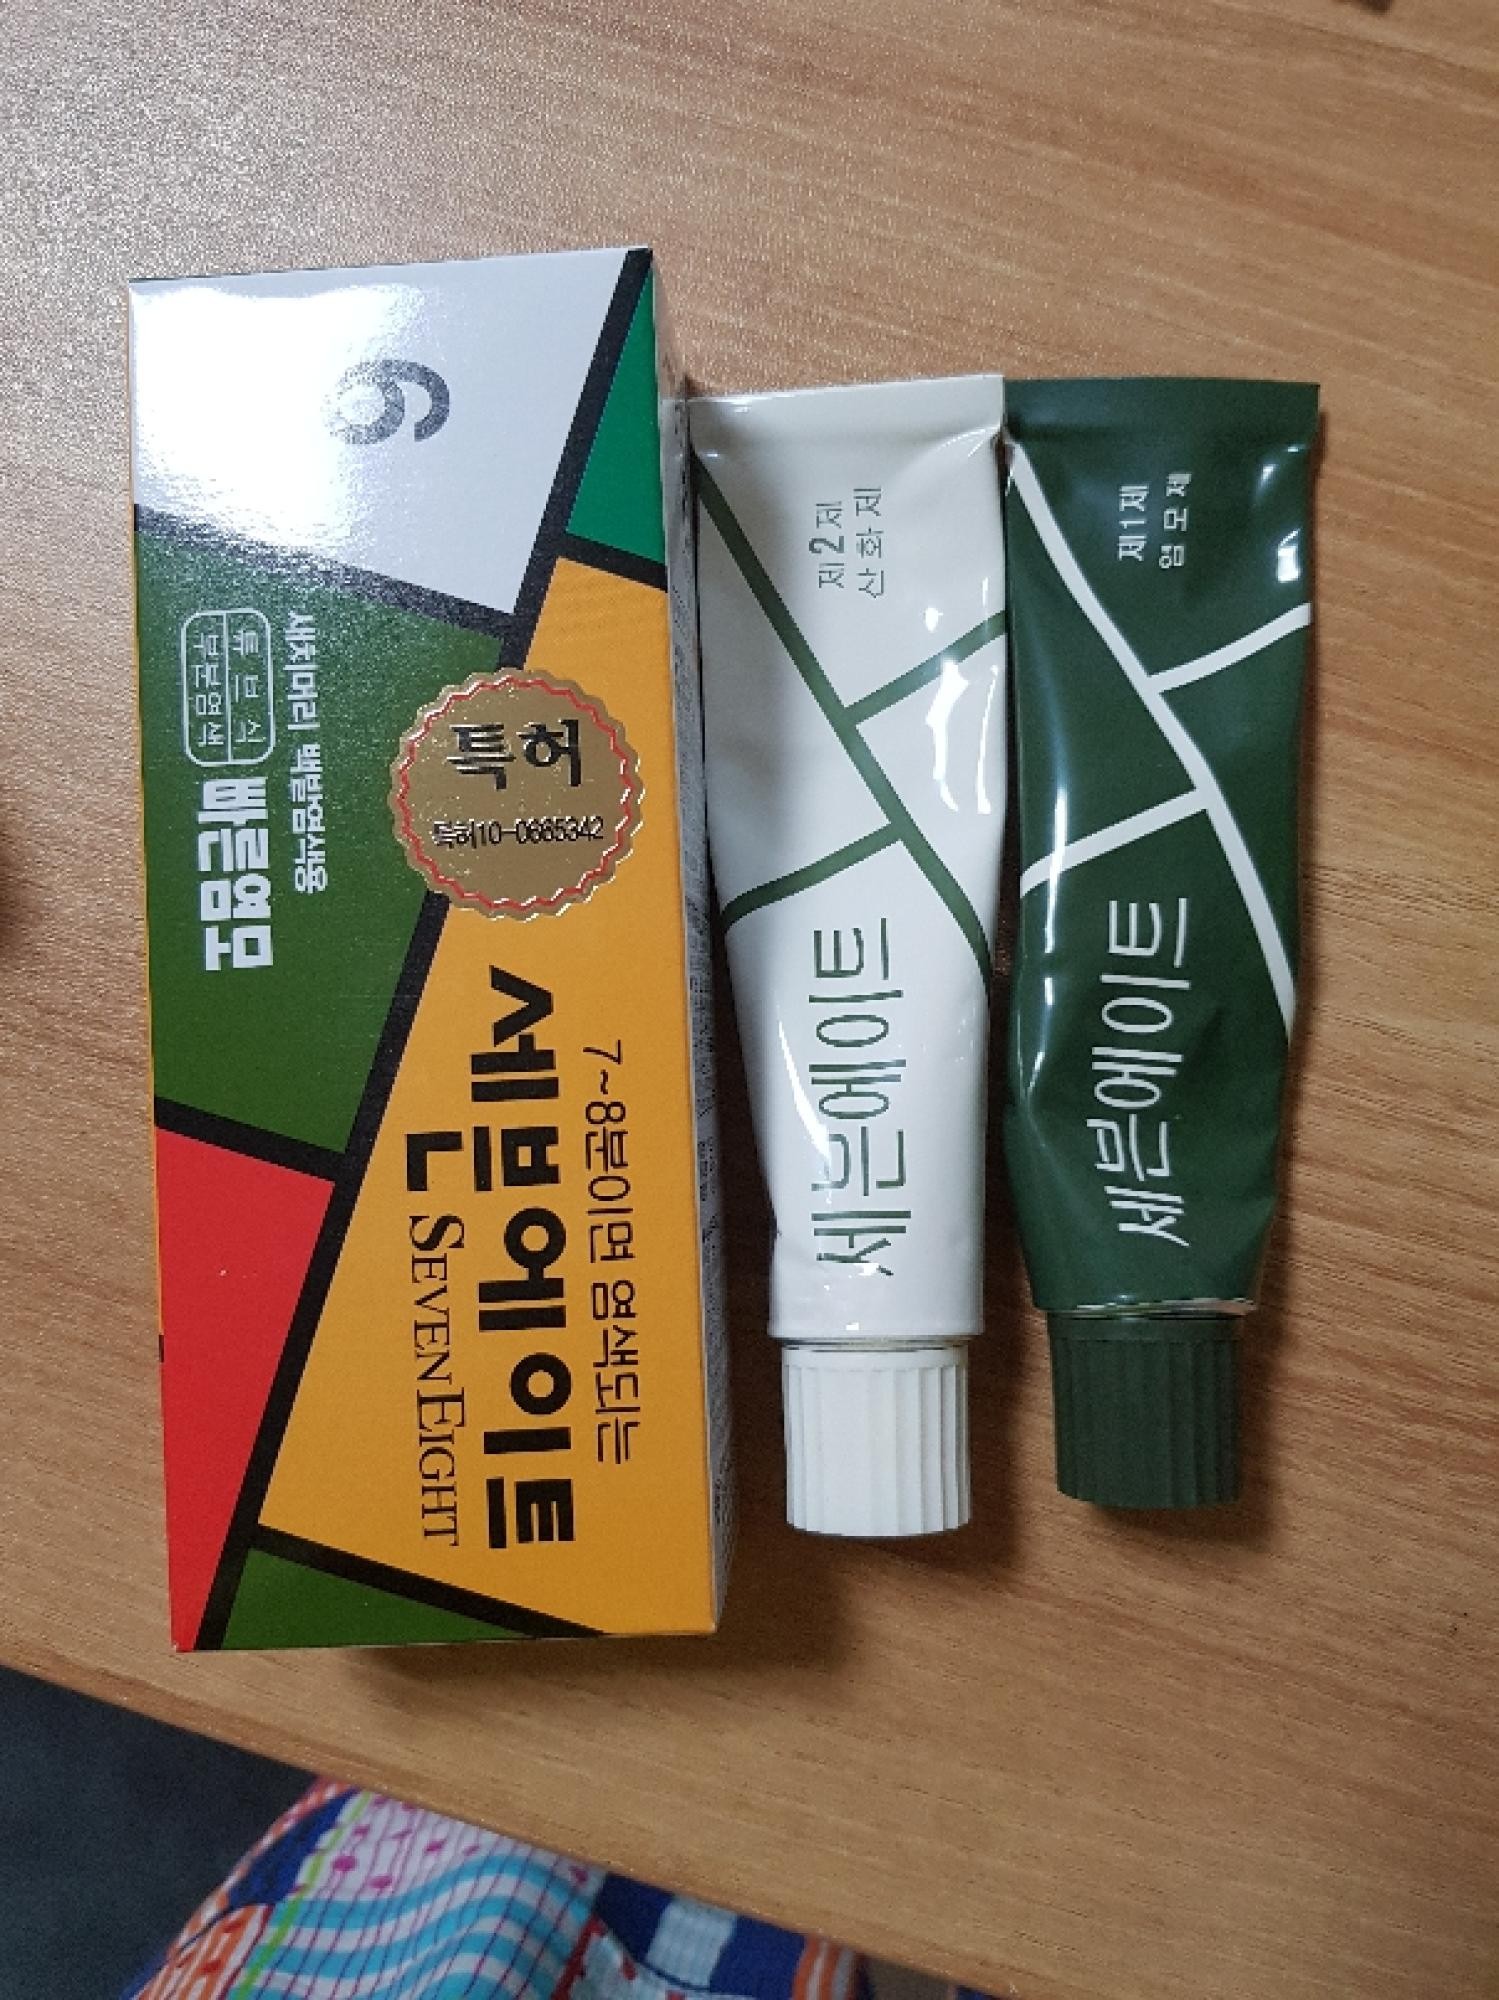 6
새치머리 백발염색용
튜브식
부분염색
빠른염모
특허
특허10-0665342
7~8분이면 염색되는
세븐에이트
SEVENEIGHT
제2제
산화제
세븐에이트
제1제
염모제
세븐에이트